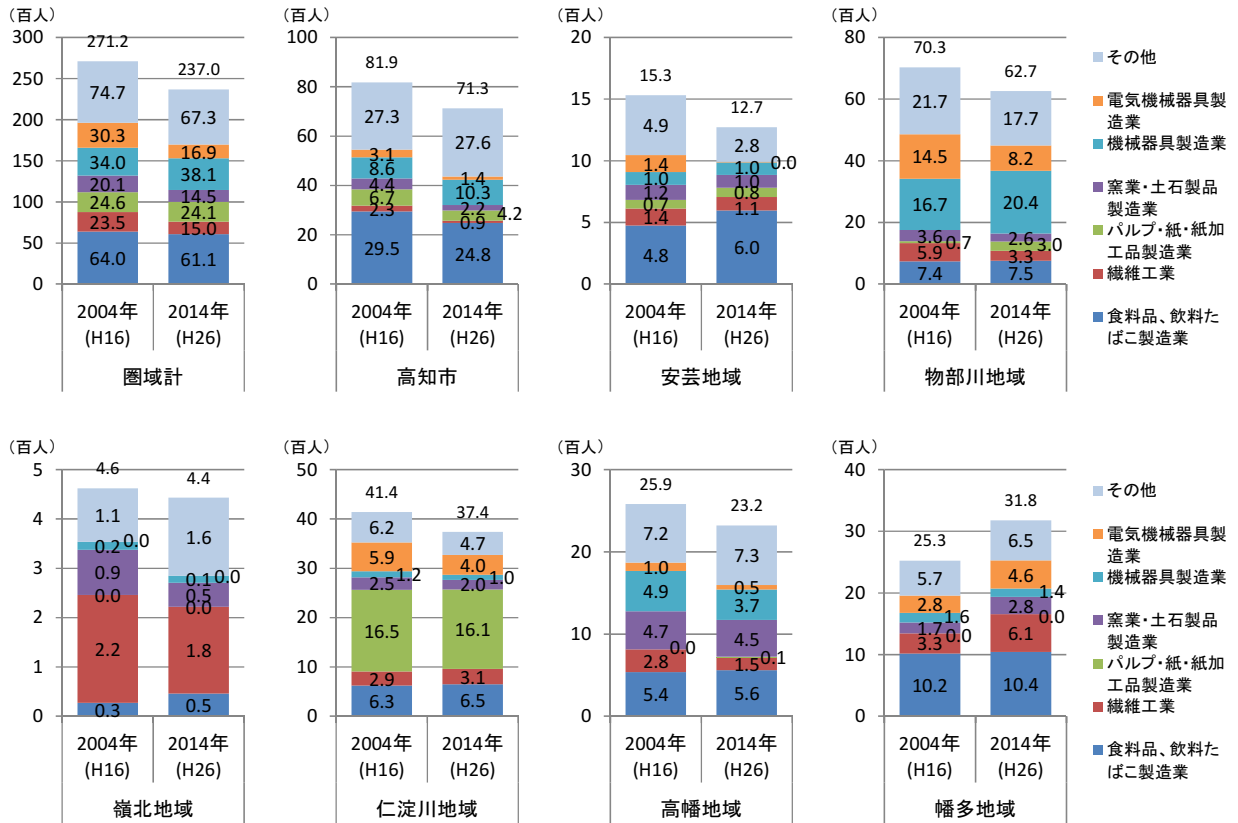 （百人）
300
250
200
150
100
50
0
271.2
74.7
30.3
34.0
20.1
24.6
23.5
64.0
237.0
67.3
16.9
38.1
14.5
24.1
15.0
61.1
2004年
(H16)
2014年
(H26)
圏域計
（百人）
100
80
60
40
20
0
81.9
27.3
3.1
8.6
4.4
6.7
2.3
29.5
71.3
27.6
1.4
10.3
2.2
4.2
0.9
24.8
2004年
(H16)
2014年
(H26)
高知市
（百人）
20
15
10
5
0
15.3
4.9
1.4
1.0
1.2
0.7
1.4
4.8
12.7
2.8
0.0
1.0
1.0
0.8
1.1
6.0
2004年
(H16)
2014年
(H26)
安芸地域
（百人）
80
60
40
20
0
70.3
21.7
14.5
16.7
3.6
0.7
5.9
7.4
62.7
17.7
8.2
20.4
2.6
3.0
3.3
7.5
2004年
(H16)
2014年
(H26)
物部川地域
その他
電気機械器具製
造業
機械器具製造業
窯業・土石製品
製造業
パルプ・紙・紙加
工品製造業
繊維工業
食料品、飲料た
ばこ製造業
（百人）
5
4
3
2
1
0
4.6
1.1
0.0
0.2
0.9
0.0
2.2
0.3
4.4
1.6
0.0
0.1
0.5
0.0
1.8
0.5
2004年
(H16)
2014年
(H26)
嶺北地域
（百人）
50
40
30
20
10
0
41.4
6.2
5.9
1.2
2.5
16.5
2.9
6.3
37.4
4.7
4.0
1.0
2.0
16.1
3.1
6.5
2004年
(H16)
2014年
(H26)
仁淀川地域
（百人）
30
20
10
0
25.9
7.2
1.0
4.9
4.7
0.0
2.8
5.4
23.2
7.3
0.5
3.7
4.5
0.1
1.5
5.6
2004年
(H16)
2014年
(H26)
高幡地域
（百人）
40
30
20
10
0
25.3
5.7
2.8
1.6
1.7
0.0
3.3
10.2
31.8
6.5
4.6
1.4
2.8
0.0
6.1
10.4
2004年
(H16)
2014年
(H26)
幡多地域
その他
電気機械器具製
造業
機械器具製造業
窯業・土石製品
製造業
パルプ・紙・紙加
工品製造業
繊維工業
食料品、飲料た
ばこ製造業